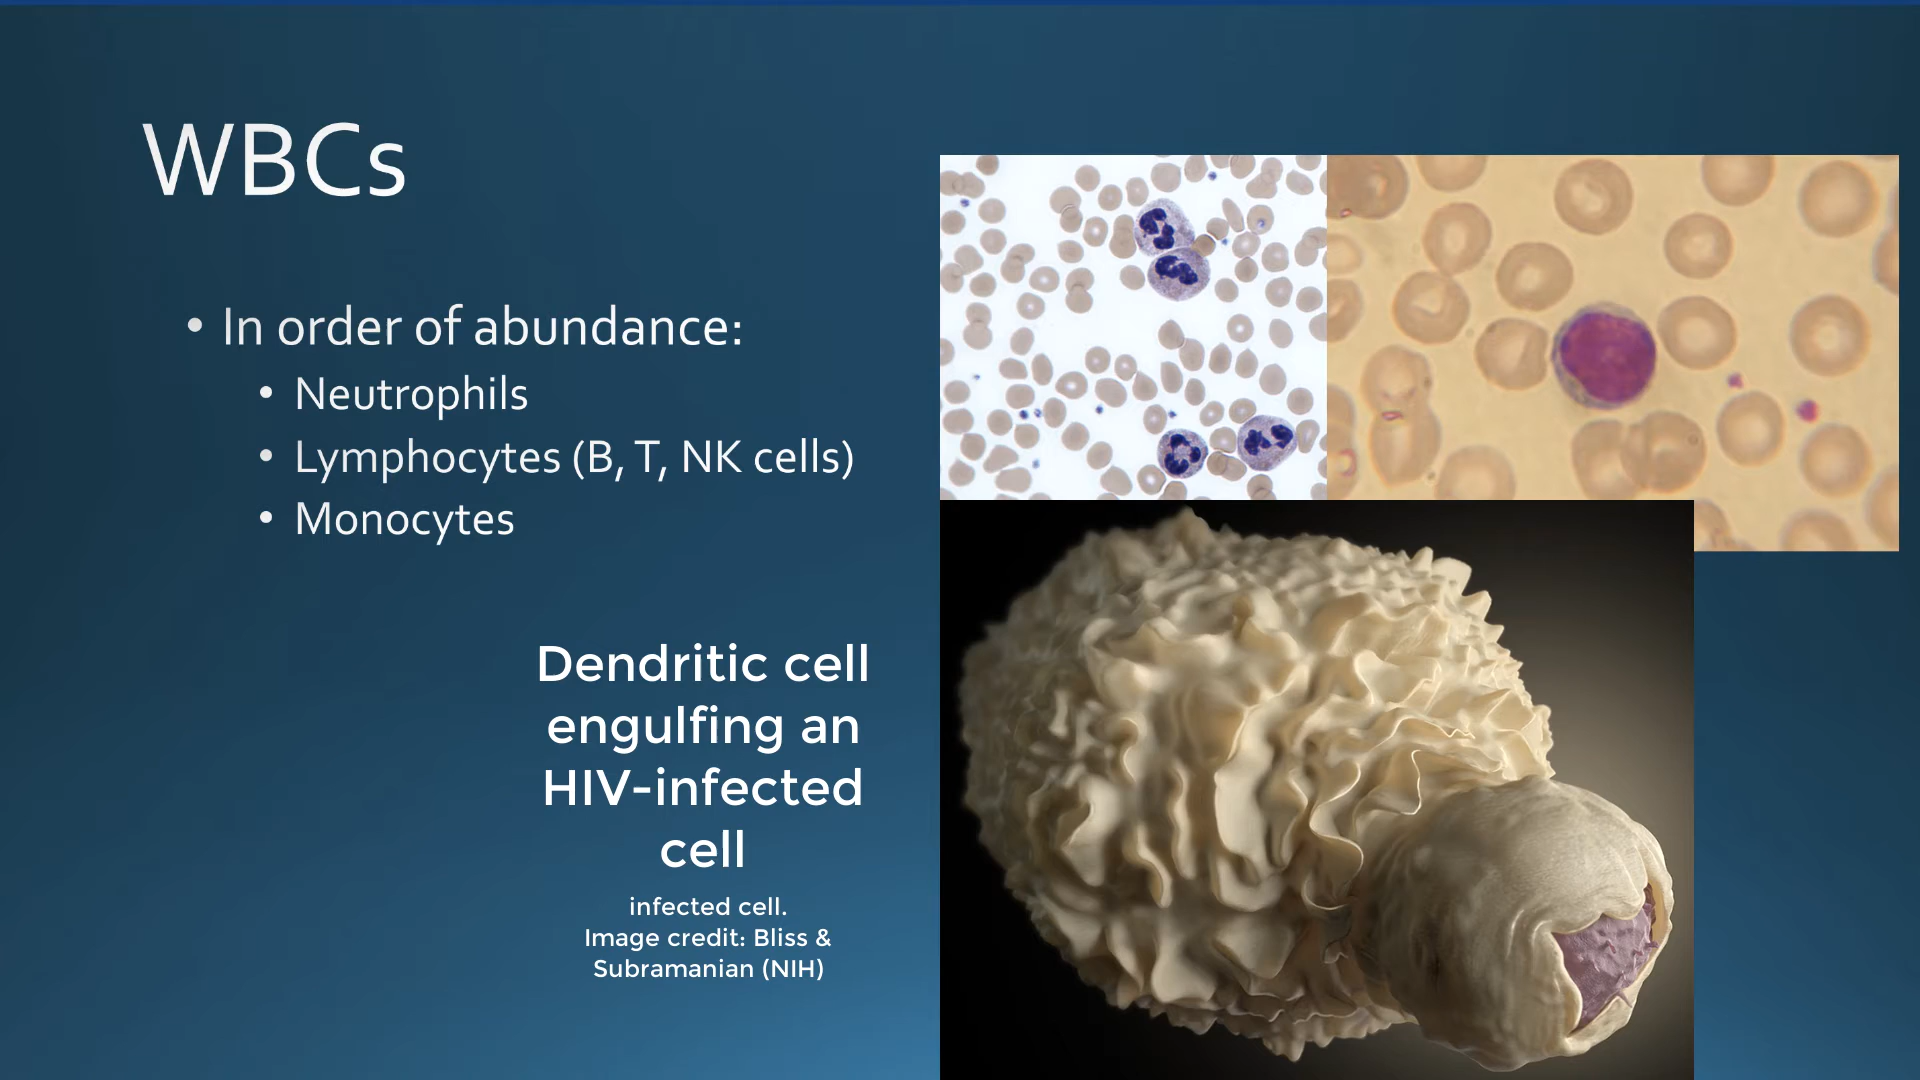 WBCs
• In order of abundance:
• Neutrophils
• Lymphocytes (B, T, NK cells)
• Monocytes
Dendritic cell
engulfing an
HIV-infected
cell
infected cell.
Image credit: Bliss &
Subramanian (NIH)